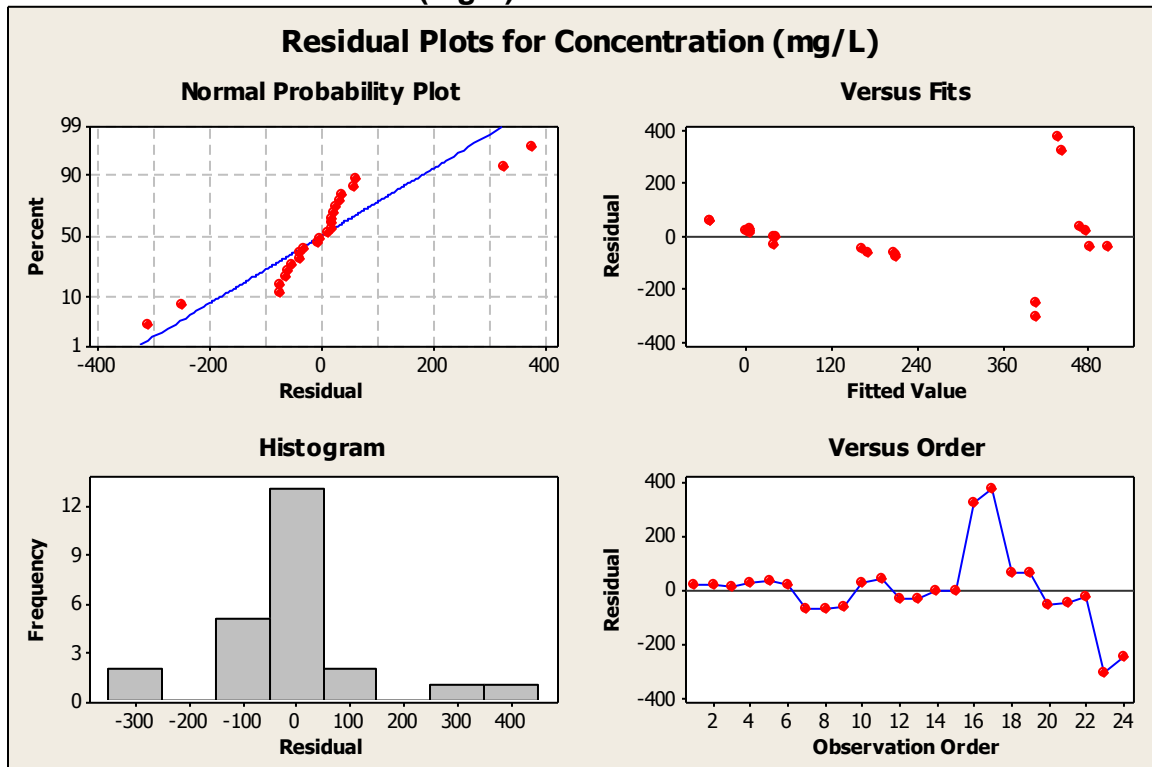 Residual Plots for Concentration (mg/L)
Normal Probability Plot
99
90
50
10
1
Percent
-400 -200 0 200 400
Residual
Versus Fits
400
200
0
-200
-400
Residual
0 120 240 360 480
Fitted Value
Histogram
12
9
6
3
0
Frequency
-300 -200 -100 0 100 200 300 400
Residual
Versus Order
400
200
0
-200
-400
Residual
2 4 6 8 10 12 14 16 18 20 22 24
Observation Order